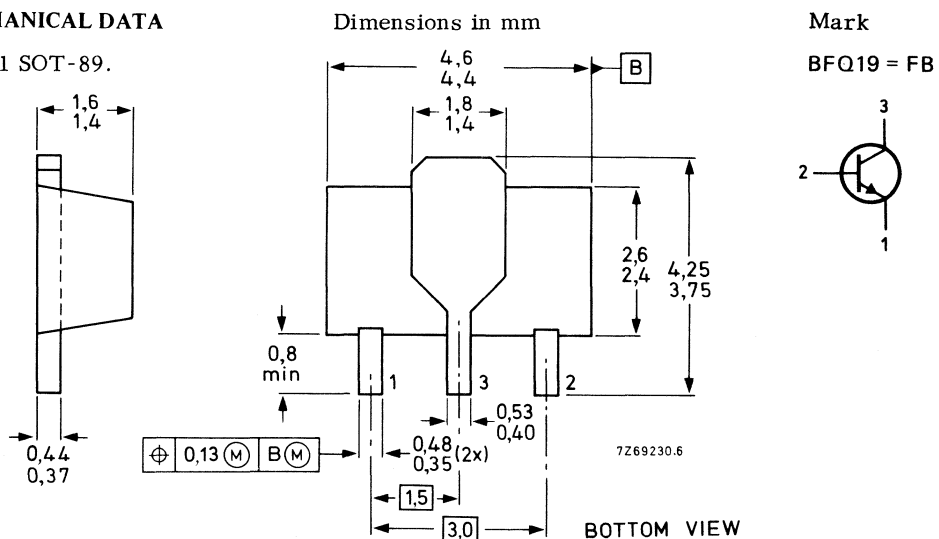 MANICAL DATA
Dimensions in mm
Mark
1 SOT-89.
BFQ19 = FB
4,6
4,4
B
1,6
1,4
1,8
1,4
3
2
1
2,6
2,4
4,25
3,75
0,8
min
1
3
2
0,53
0,40
0,44
0,37
0,13 M B M
0,48
0,35 (2x)
7Z69230.6
1,5
3,0
BOTTOM VIEW